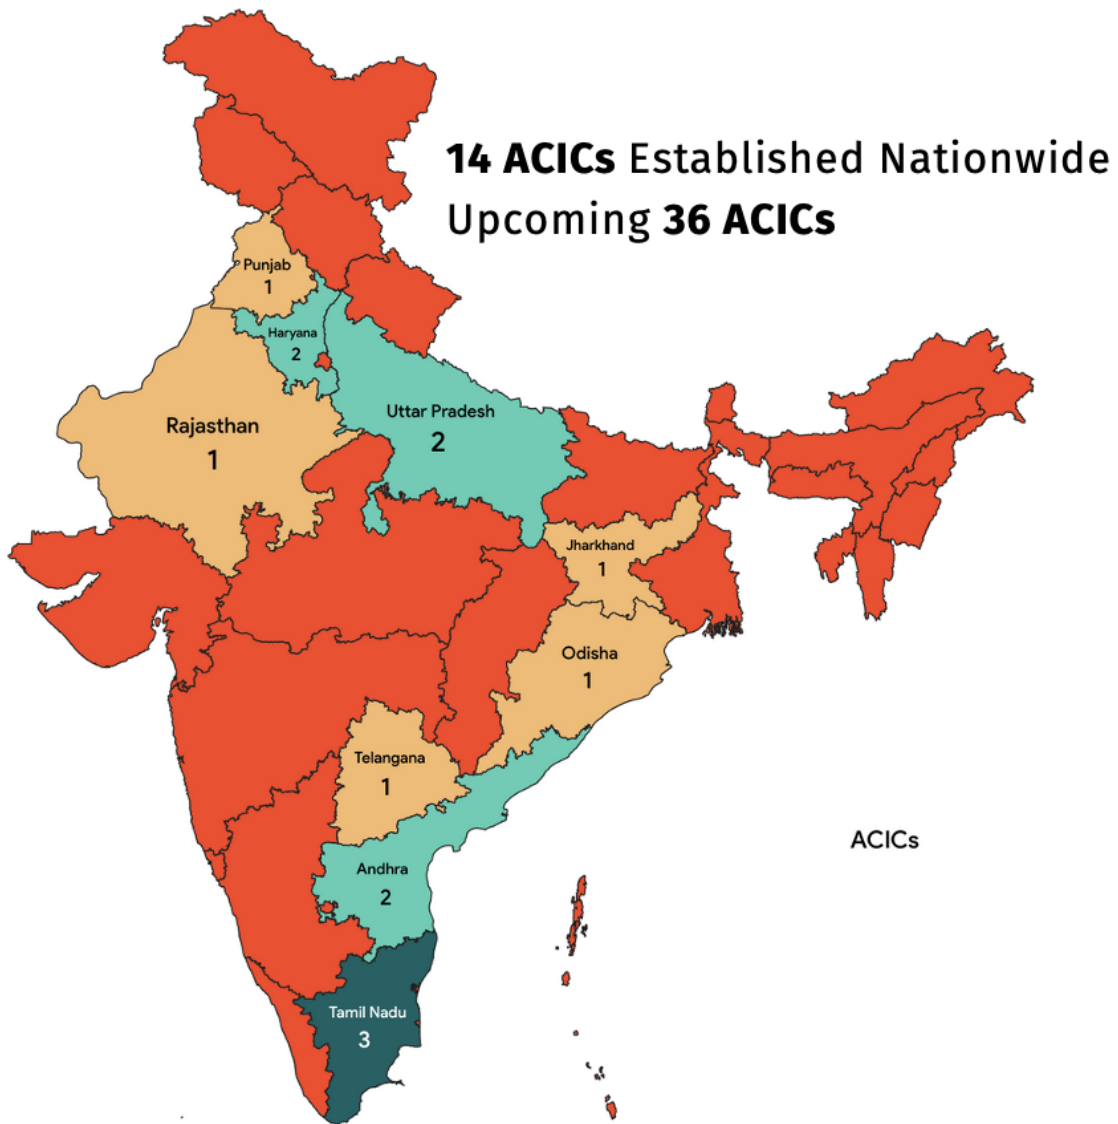 14 ACICs Established Nationwide
Upcoming 36 ACICs
Punjab
1
Haryana
2
Uttar Pradesh
2
Rajasthan
1
Jharkhand
1
Odisha
1
Telangana
1
ACICs
Andhra
2
Tamil Nadu
3